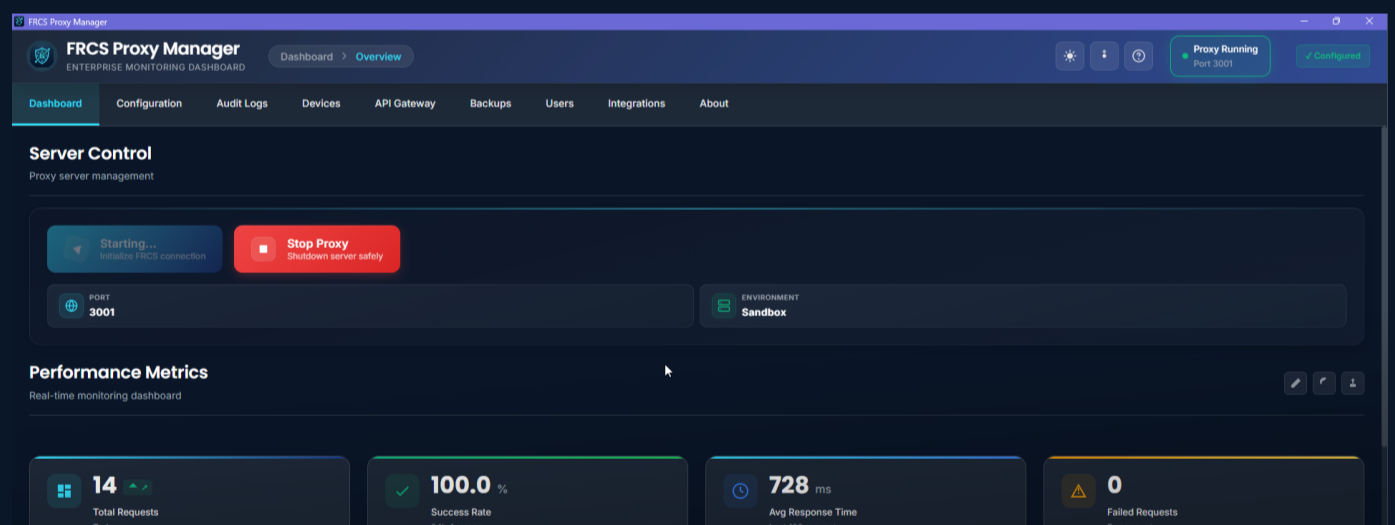 FRCS Proxy Manager
FRCS Proxy Manager
ENTERPRISE MONITORING DASHBOARD
Dashboard > Overview
Proxy Running
Port 3001
✓ Configured
Dashboard Configuration Audit Logs Devices API Gateway Backups Users Integrations About
Server Control
Proxy server management
Starting...
Initialize FRCS connection
Stop Proxy
Shutdown server safely
PORT
3001
ENVIRONMENT
Sandbox
Performance Metrics
Real-time monitoring dashboard
14
Total Requests
100.0 %
Success Rate
728 ms
Avg Response Time
0
Failed Requests